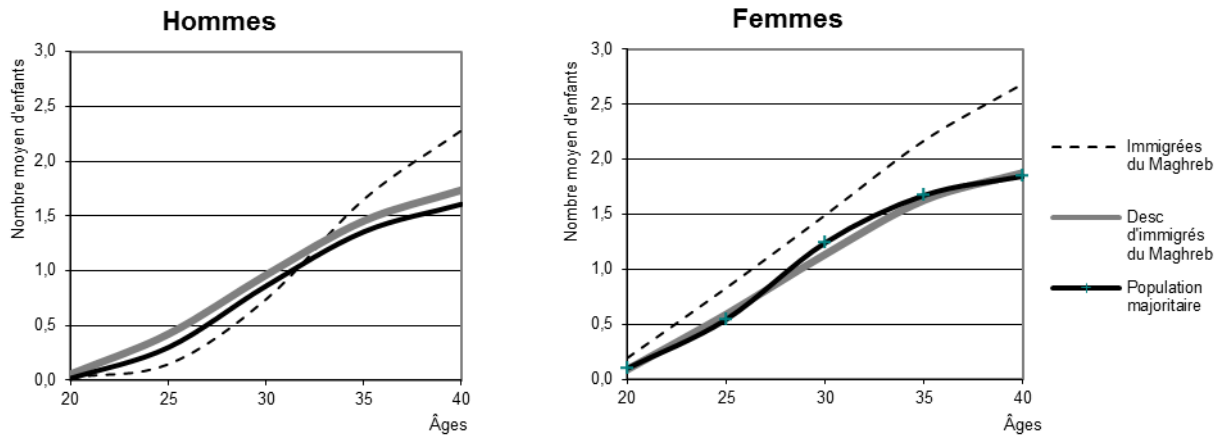 Hommes
Nombre moyen d'enfants
3,0
2,5
2,0
1,5
1,0
0,5
0,0
20
25
30
35
40
Âges
Femmes
Nombre moyen d'enfants
3,0
2,5
2,0
1,5
1,0
0,5
0,0
20
25
30
35
40
Âges
Immigrées
du Maghreb
Desc
d'immigrés
du Maghreb
Population
majoritaire